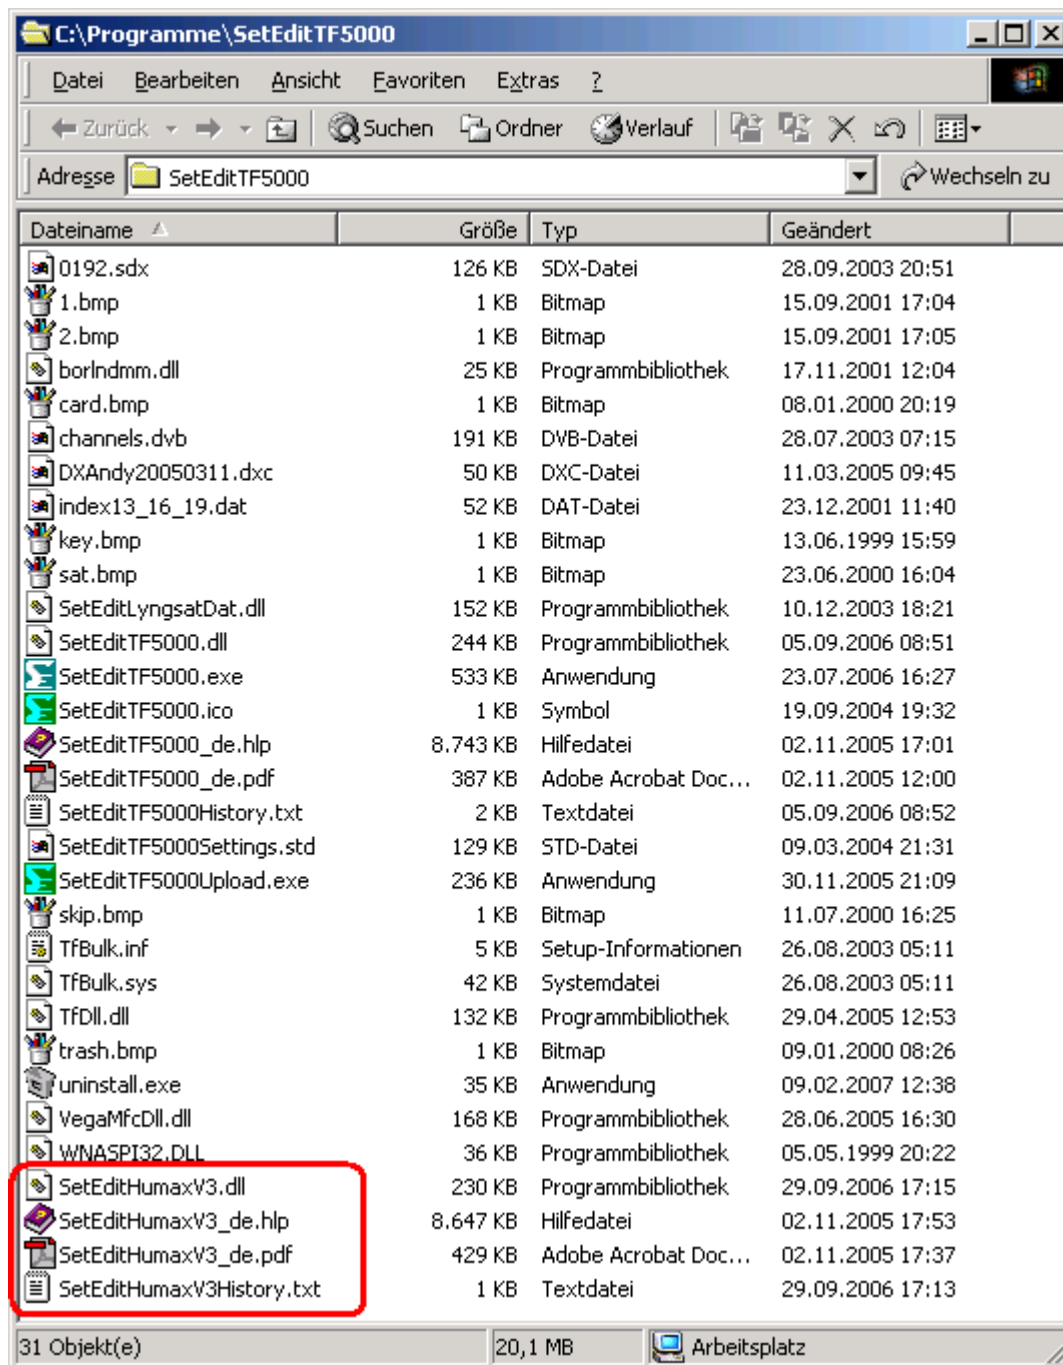 C:\Programme\SetEditTF5000
Datei Bearbeiten Ansicht Favoriten Extras ?
Zurück Suchen Ordner Verlauf
Adresse SetEditTF5000 Wechseln zu
Dateiname Größe Typ Geändert
0192.sdx 126 KB SDX-Datei 28.09.2003 20:51
1.bmp 1 KB Bitmap 15.09.2001 17:04
2.bmp 1 KB Bitmap 15.09.2001 17:05
borlndmm.dll 25 KB Programmbibliothek 17.11.2001 12:04
card.bmp 1 KB Bitmap 08.01.2000 20:19
channels.dvb 191 KB DVB-Datei 28.07.2003 07:15
DXAndy20050311.dxc 50 KB DXC-Datei 11.03.2005 09:45
index13_16_19.dat 52 KB DAT-Datei 23.12.2001 11:40
key.bmp 1 KB Bitmap 13.06.1999 15:59
sat.bmp 1 KB Bitmap 23.06.2000 16:04
SetEditLyngsatDat.dll 152 KB Programmbibliothek 10.12.2003 18:21
SetEditTF5000.dll 244 KB Programmbibliothek 05.09.2006 08:51
SetEditTF5000.exe 533 KB Anwendung 23.07.2006 16:27
SetEditTF5000.ico 1 KB Symbol 19.09.2004 19:32
SetEditTF5000_de.hlp 8.743 KB Hilfedatei 02.11.2005 17:01
SetEditTF5000_de.pdf 387 KB Adobe Acrobat Doc... 02.11.2005 12:00
SetEditTF5000History.txt 2 KB Textdatei 05.09.2006 08:52
SetEditTF5000Settings.std 129 KB STD-Datei 09.03.2004 21:31
SetEditTF5000Upload.exe 236 KB Anwendung 30.11.2005 21:09
skip.bmp 1 KB Bitmap 11.07.2000 16:25
TfBulk.inf 5 KB Setup-Informationen 26.08.2003 05:11
TfBulk.sys 42 KB Systemdatei 26.08.2003 05:11
TfDll.dll 132 KB Programmbibliothek 29.04.2005 12:53
trash.bmp 1 KB Bitmap 09.01.2000 08:26
uninstall.exe 35 KB Anwendung 09.02.2007 12:38
VegaMfcDll.dll 168 KB Programmbibliothek 28.06.2005 16:30
WNASPI32.DLL 36 KB Programmbibliothek 05.05.1999 20:22
SetEditHumaxV3.dll 230 KB Programmbibliothek 29.09.2006 17:15
SetEditHumaxV3_de.hlp 8.647 KB Hilfedatei 02.11.2005 17:53
SetEditHumaxV3_de.pdf 429 KB Adobe Acrobat Doc... 02.11.2005 17:37
SetEditHumaxV3History.txt 1 KB Textdatei 29.09.2006 17:13
31 Objekt(e) 20,1 MB Arbeitsplatz